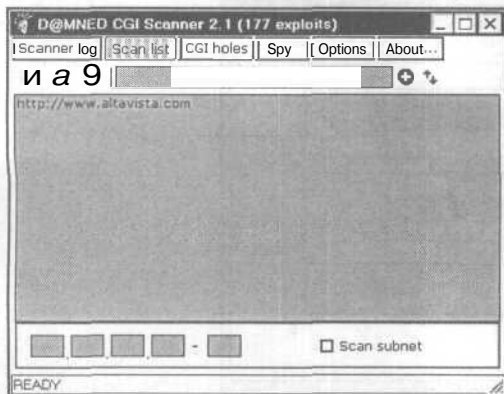 D@MNED CGI Scanner 2.1 (177 exploits)
Scanner log Scan list CGI holes Spy Options About...
и а 9
http://www.altavista.com
- Scan subnet
READY